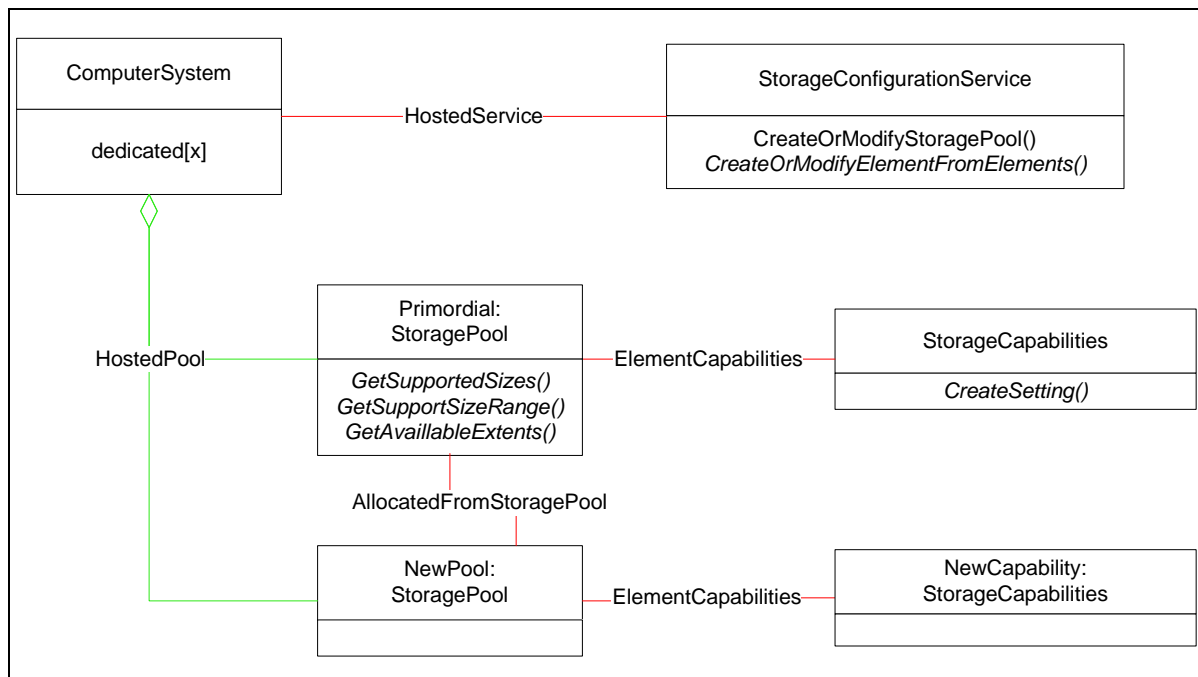 ComputerSystem
dedicated[x]
HostedService
StorageConfigurationService
CreateOrModifyStoragePool()
CreateOrModifyElementFromElements()
HostedPool
Primordial:
StoragePool
GetSupportedSizes()
GetSupportSizeRange()
GetAvaillableExtents()
ElementCapabilities
StorageCapabilities
CreateSetting()
AllocatedFromStoragePool
NewPool:
StoragePool
ElementCapabilities
NewCapability:
StorageCapabilities